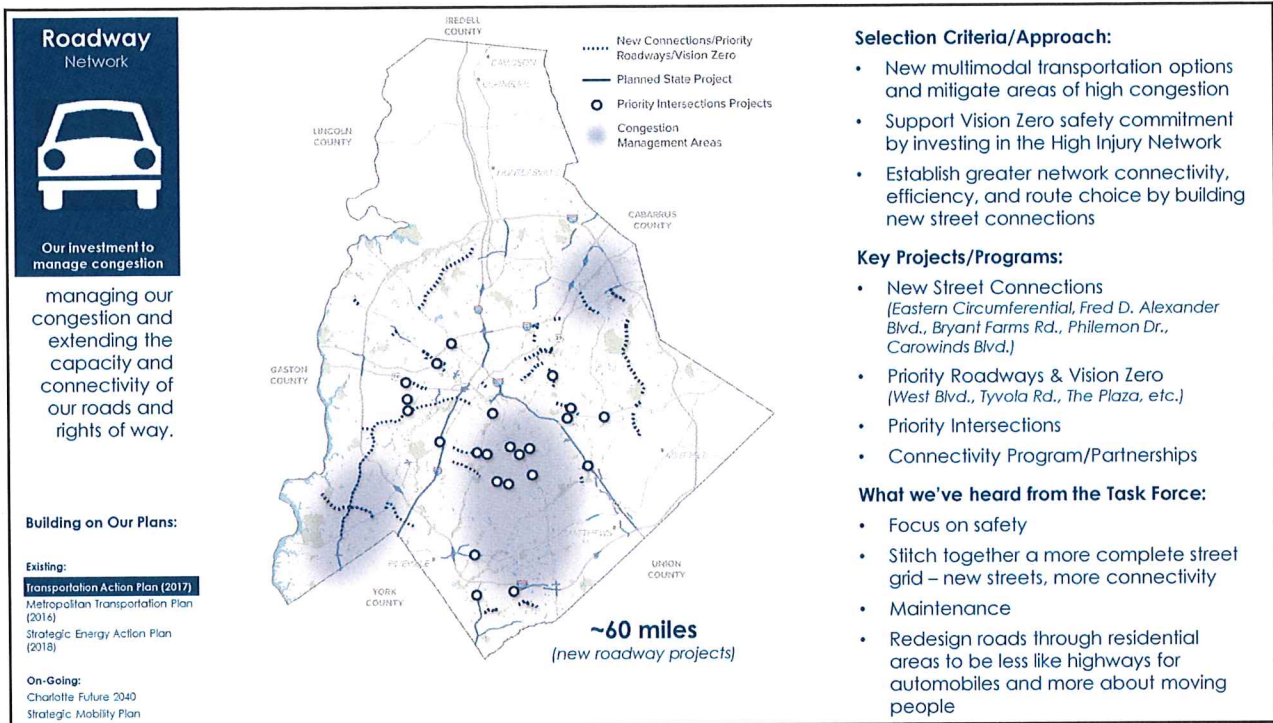 Roadway
Network
Our investment to
manage congestion
managing our
congestion and
extending the
capacity and
connectivity of
our roads and
rights of way.
Building on Our Plans:
Existing:
Transportation Action Plan (2017)
Metropolitan Transportation Plan
(2016)
Strategic Energy Action Plan
(2018)
On-Going:
Charlotte Future 2040
Strategic Mobility Plan
IREDELL
COUNTY
DAVIDSON
CORNELIUS
LINCOLN
COUNTY
HUNTERSVILLE
CABARRUS
COUNTY
GASTON
COUNTY
MINT HILL
MATTHEWS
PINEVILLE
UNION
COUNTY
YORK
COUNTY
New Connections/Priority
Roadways/Vision Zero
Planned State Project
Priority Intersections Projects
Congestion
Management Areas
~60 miles
(new roadway projects)
Selection Criteria/Approach:
• New multimodal transportation options
and mitigate areas of high congestion
• Support Vision Zero safety commitment
by investing in the High Injury Network
• Establish greater network connectivity,
efficiency, and route choice by building
new street connections
Key Projects/Programs:
• New Street Connections
(Eastern Circumferential, Fred D. Alexander
Blvd., Bryant Farms Rd., Philemon Dr.,
Carowinds Blvd.)
• Priority Roadways & Vision Zero
(West Blvd., Tyvola Rd., The Plaza, etc.)
• Priority Intersections
• Connectivity Program/Partnerships
What we've heard from the Task Force:
• Focus on safety
• Stitch together a more complete street
grid – new streets, more connectivity
• Maintenance
• Redesign roads through residential
areas to be less like highways for
automobiles and more about moving
people